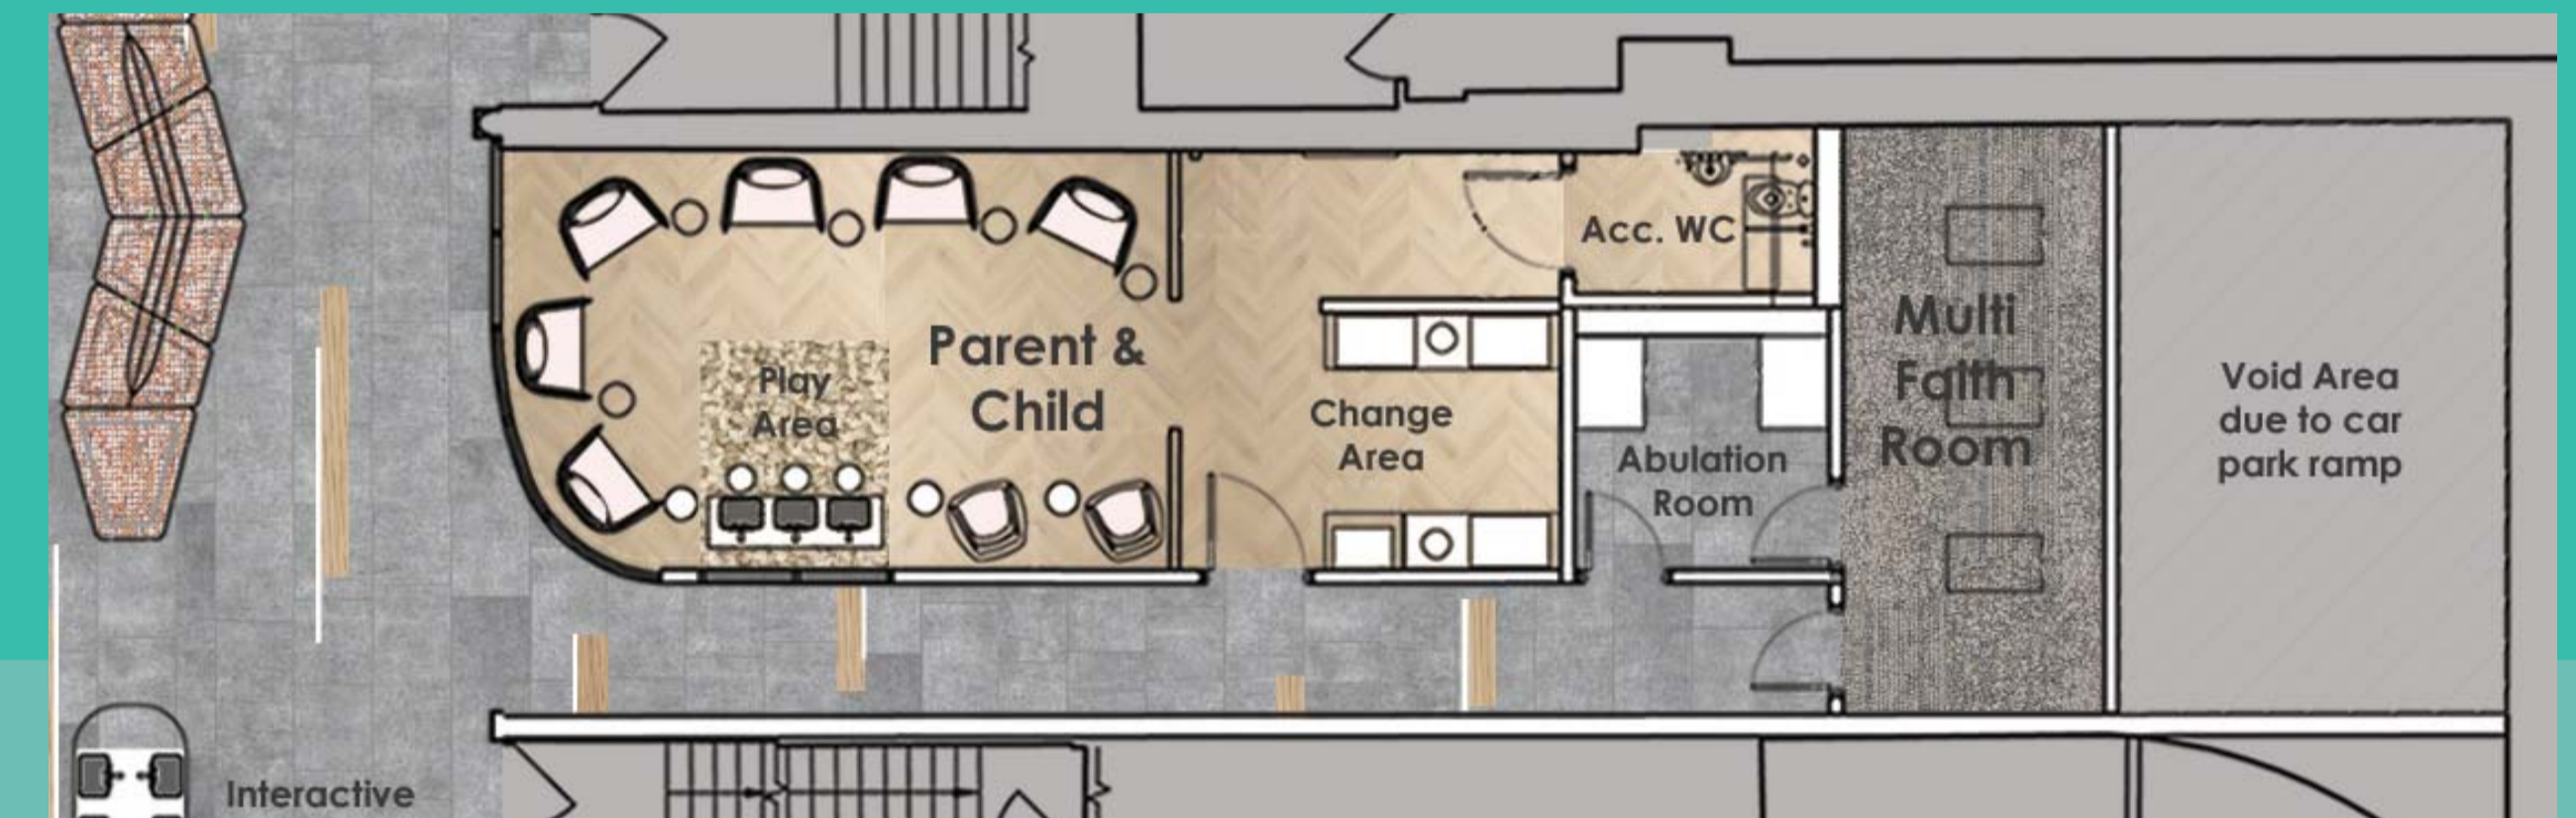 Acc. WC
Multi
Faith
Room
Parent &
Child
Play
Area
Change
Area
Abulation
Room
Void Area
due to car
park ramp
Interactive